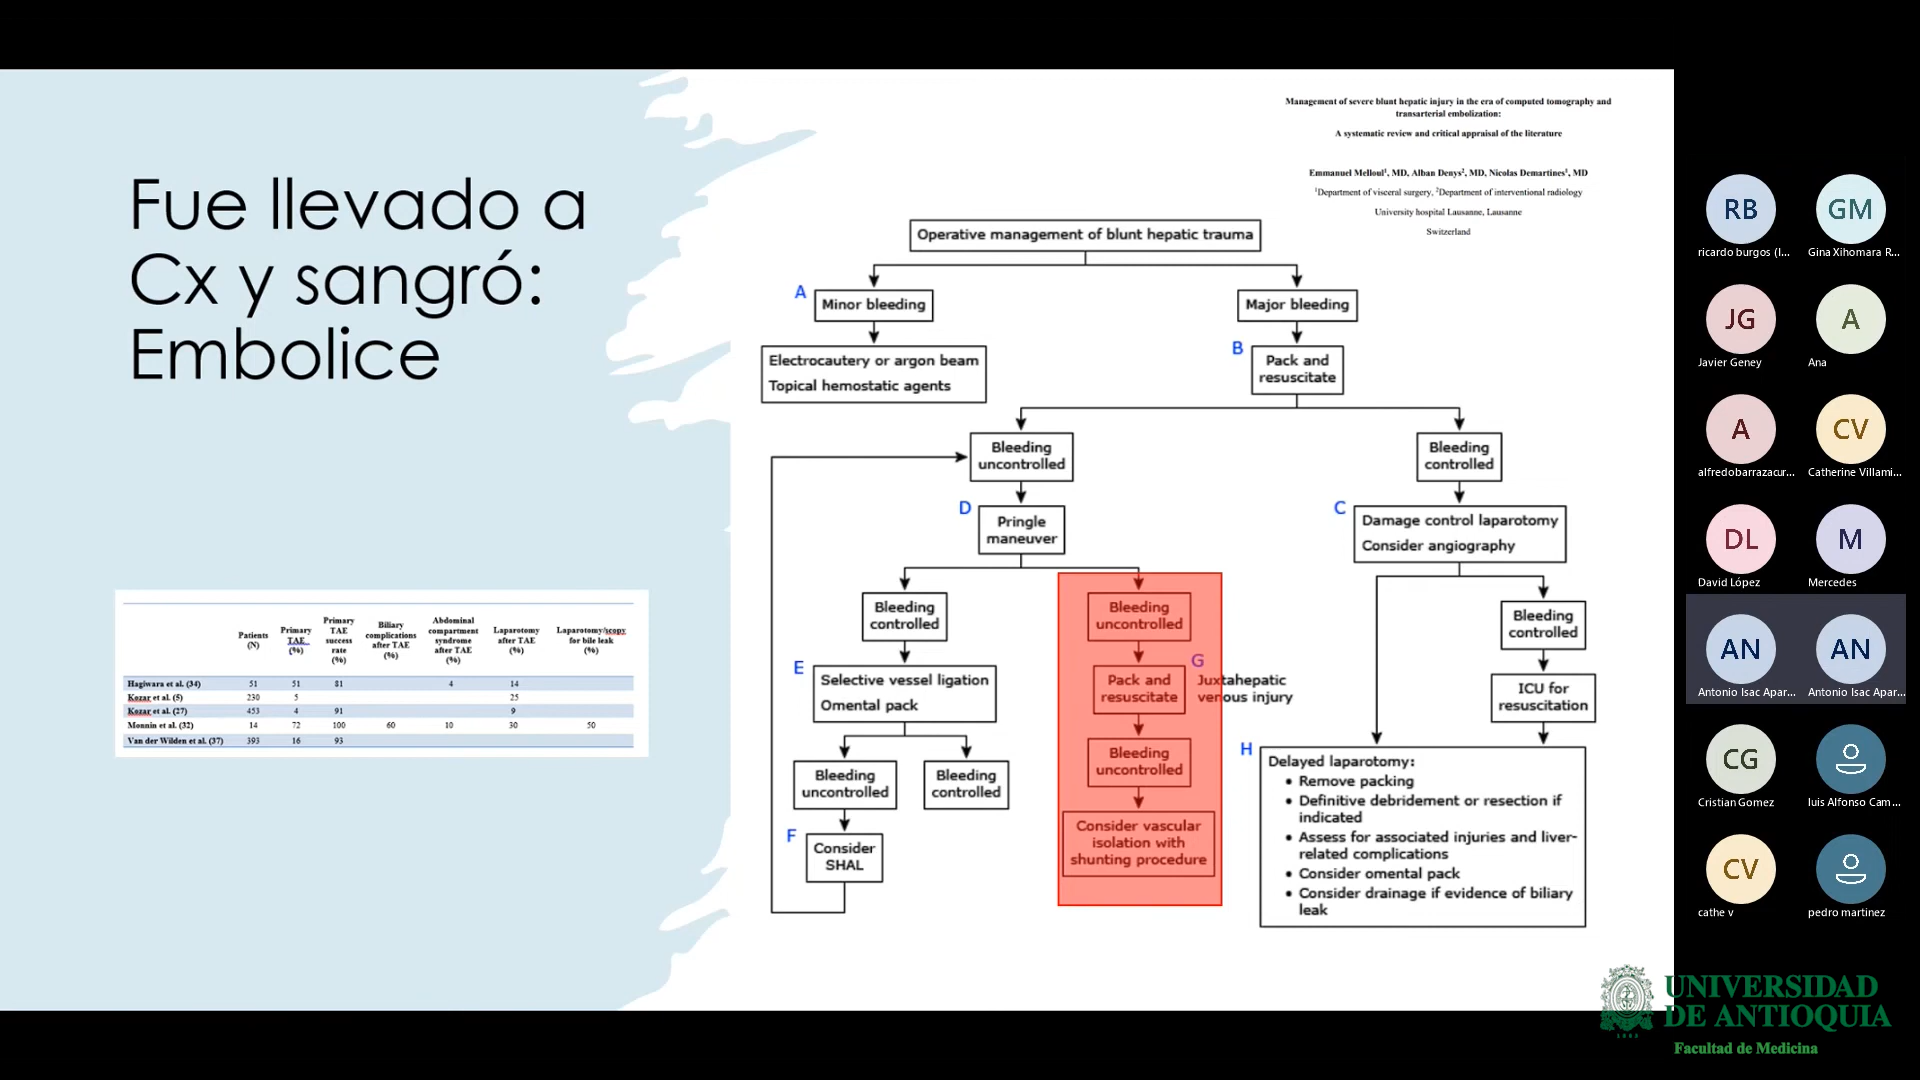 Fue llevado a
Cx y sangró:
Embolice
Management of severe blunt hepatic injury in the era of computed tomography and
transarterial embolization:
A systematic review and critical appraisal of the literature
Emmanuel Melloul¹, MD, Alban Denys², MD, Nicolas Demartines¹, MD
¹Department of visceral surgery, ²Department of interventional radiology
University hospital Lausanne, Lausanne
Switzerland
Operative management of blunt hepatic trauma
A
Minor bleeding
Major bleeding
Electrocautery or argon beam
Topical hemostatic agents
B
Pack and
resuscitate
Bleeding
uncontrolled
Bleeding
controlled
D
Pringle
maneuver
C
Damage control laparotomy
Consider angiography
Bleeding
controlled
Bleeding
uncontrolled
Bleeding
controlled
E
Selective vessel ligation
Omental pack
Pack and
resuscitate
G
Juxtahepatic
venous injury
ICU for
resuscitation
Bleeding
uncontrolled
Bleeding
controlled
Bleeding
uncontrolled
F
Consider
SHAL
Consider vascular
isolation with
shunting procedure
H
Delayed laparotomy:
• Remove packing
• Definitive debridement or resection if
indicated
• Assess for associated injuries and liver-
related complications
• Consider omental pack
• Consider drainage if evidence of biliary
leak
Patients
(N)
Primary
TAE
(%)
Primary
TAE
success
rate
(%)
Biliary
complications
after TAE
(%)
Abdominal
compartment
syndrome
after TAE
(%)
Laparotomy
after TAE
(%)
Laparotomy/scopy
for bile leak
(%)
Hagiwara et al. (34) 51 51 81 4 14
Kozar et al. (5) 230 5 25
Kozar et al. (27) 453 4 91 9
Monnin et al. (32) 14 72 100 60 10 30 50
Van der Wilden et al. (37) 393 16 93
RB
GM
ricardo burgos (I...
Gina Xihomara R...
JG
A
Javier Geney
Ana
A
CV
alfredobarrazacur...
Catherine Villami...
DL
M
David López
Mercedes
AN
AN
Antonio Isac Apar...
Antonio Isac Apar...
CG
Cristian Gomez
luis Alfonso Cam...
CV
cathe v
pedro martinez
UNIVERSIDAD
DE ANTIOQUIA
Facultad de Medicina